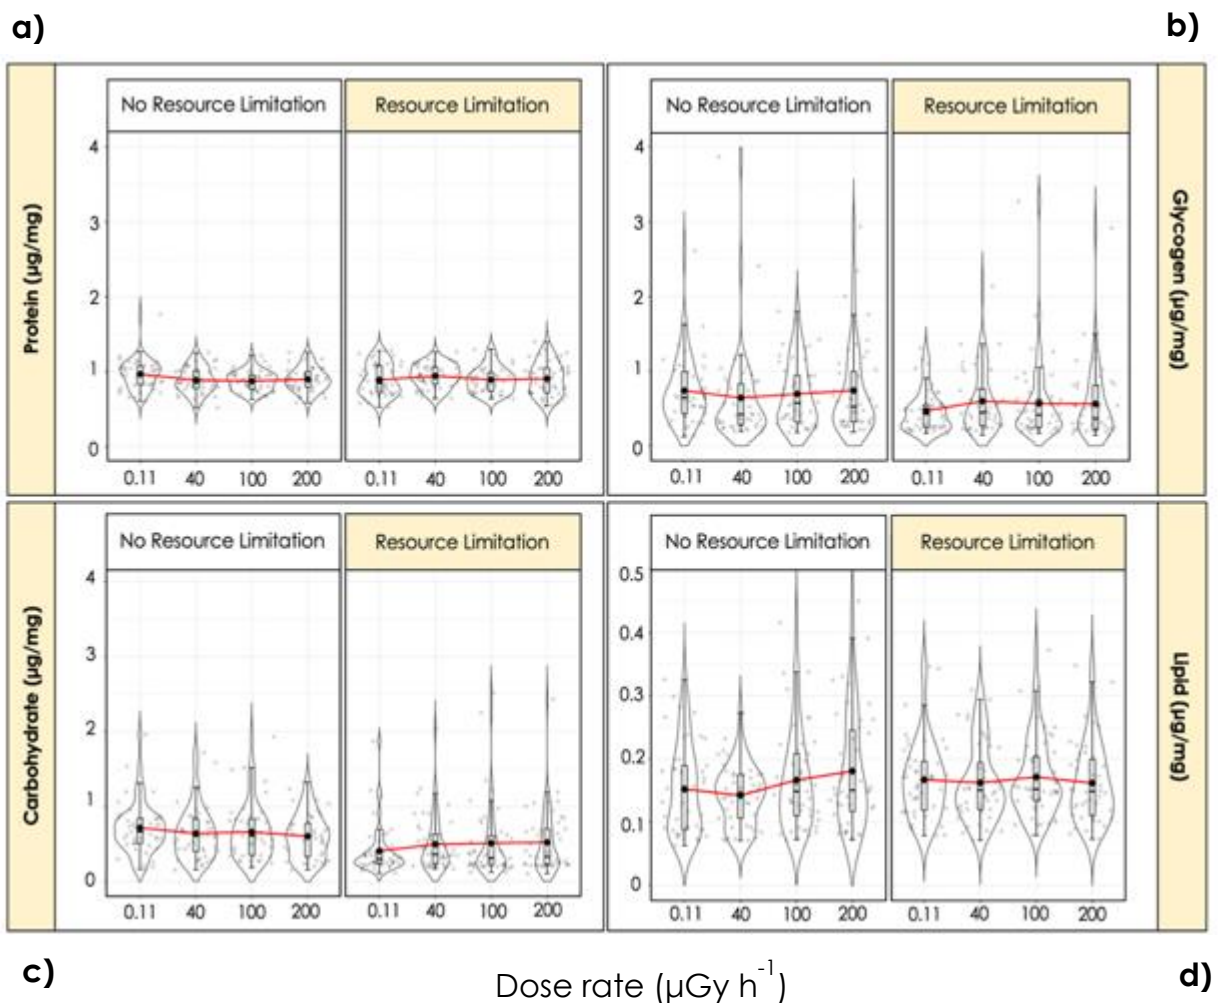 a)
b)
Protein (µg/mg)
No Resource Limitation
Resource Limitation
4
3
2
1
0
0.11 40 100 200
0.11 40 100 200
No Resource Limitation
Resource Limitation
4
3
2
1
0
0.11 40 100 200
0.11 40 100 200
Glycogen (µg/mg)
Carbohydrate (µg/mg)
No Resource Limitation
Resource Limitation
4
3
2
1
0
0.11 40 100 200
0.11 40 100 200
No Resource Limitation
Resource Limitation
0.5
0.4
0.3
0.2
0.1
0
0.11 40 100 200
0.11 40 100 200
Lipid (µg/mg)
c)
Dose rate (µGy h⁻¹)
d)